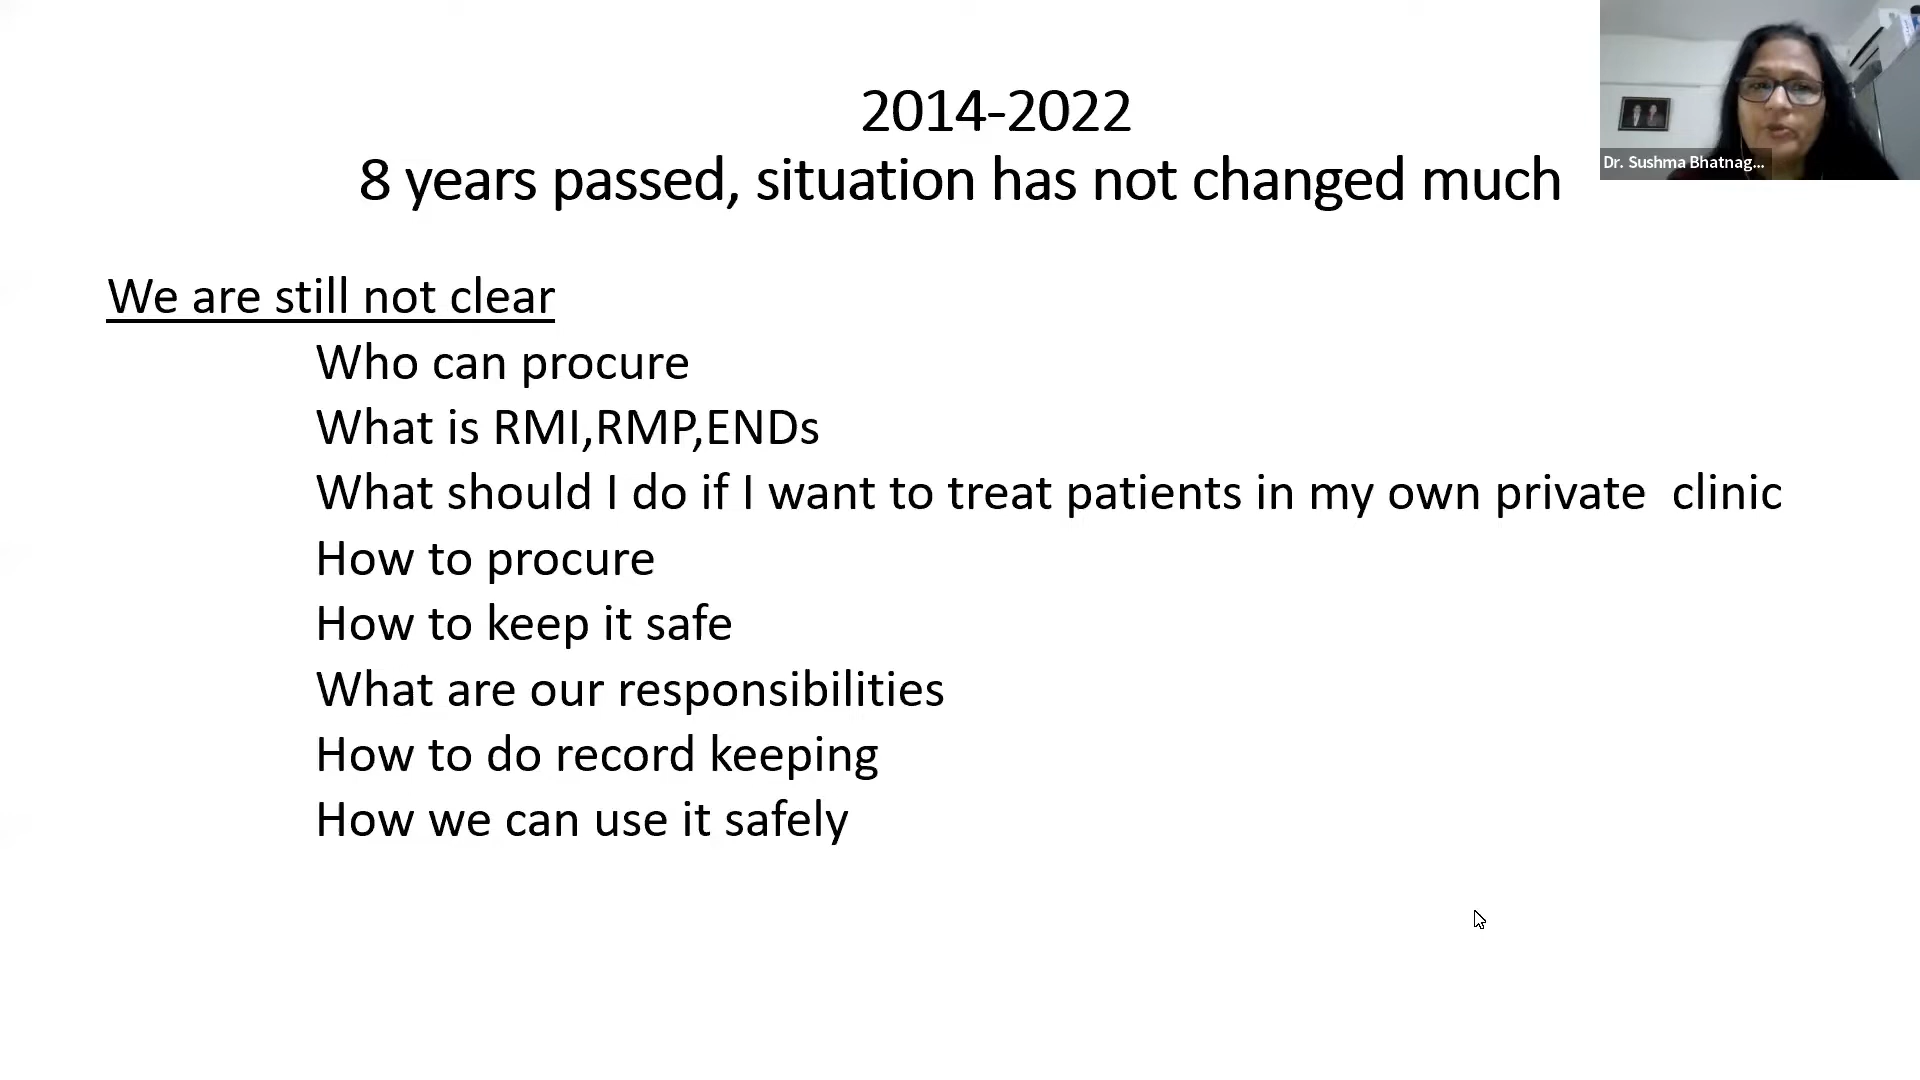 2014-2022
8 years passed, situation has not changed much
Dr. Sushma Bhatnag...
We are still not clear
Who can procure
What is RMI,RMP,ENDs
What should I do if I want to treat patients in my own private  clinic
How to procure
How to keep it safe
What are our responsibilities
How to do record keeping
How we can use it safely